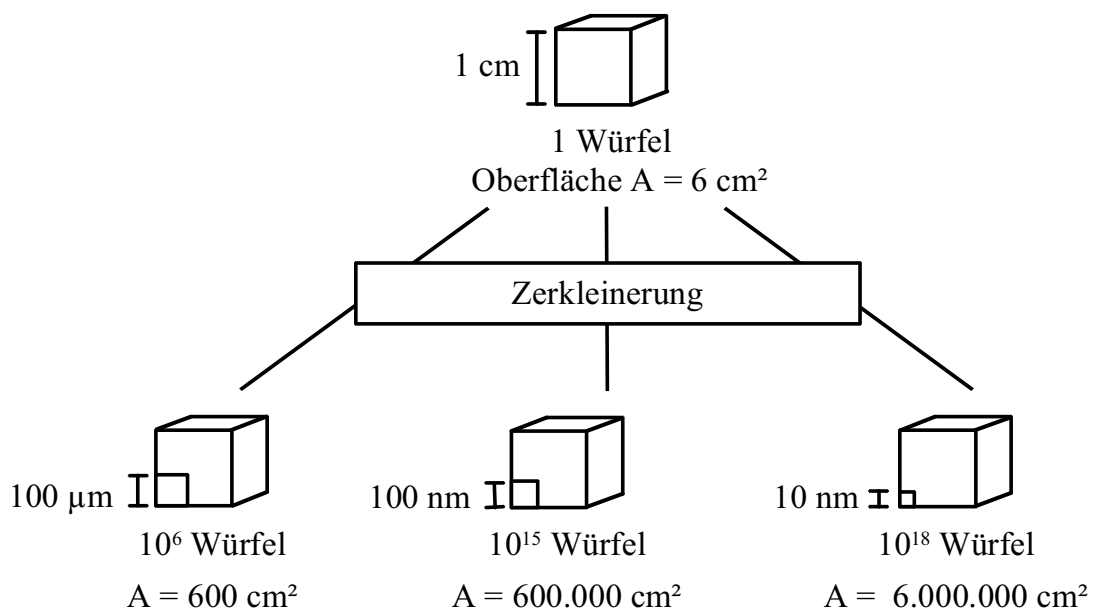 1 cm
1 Würfel
Oberfläche A = 6 cm²
Zerkleinerung
100 µm
10⁶ Würfel
A = 600 cm²
100 nm
10¹⁵ Würfel
A = 600.000 cm²
10 nm
10¹⁸ Würfel
A = 6.000.000 cm²